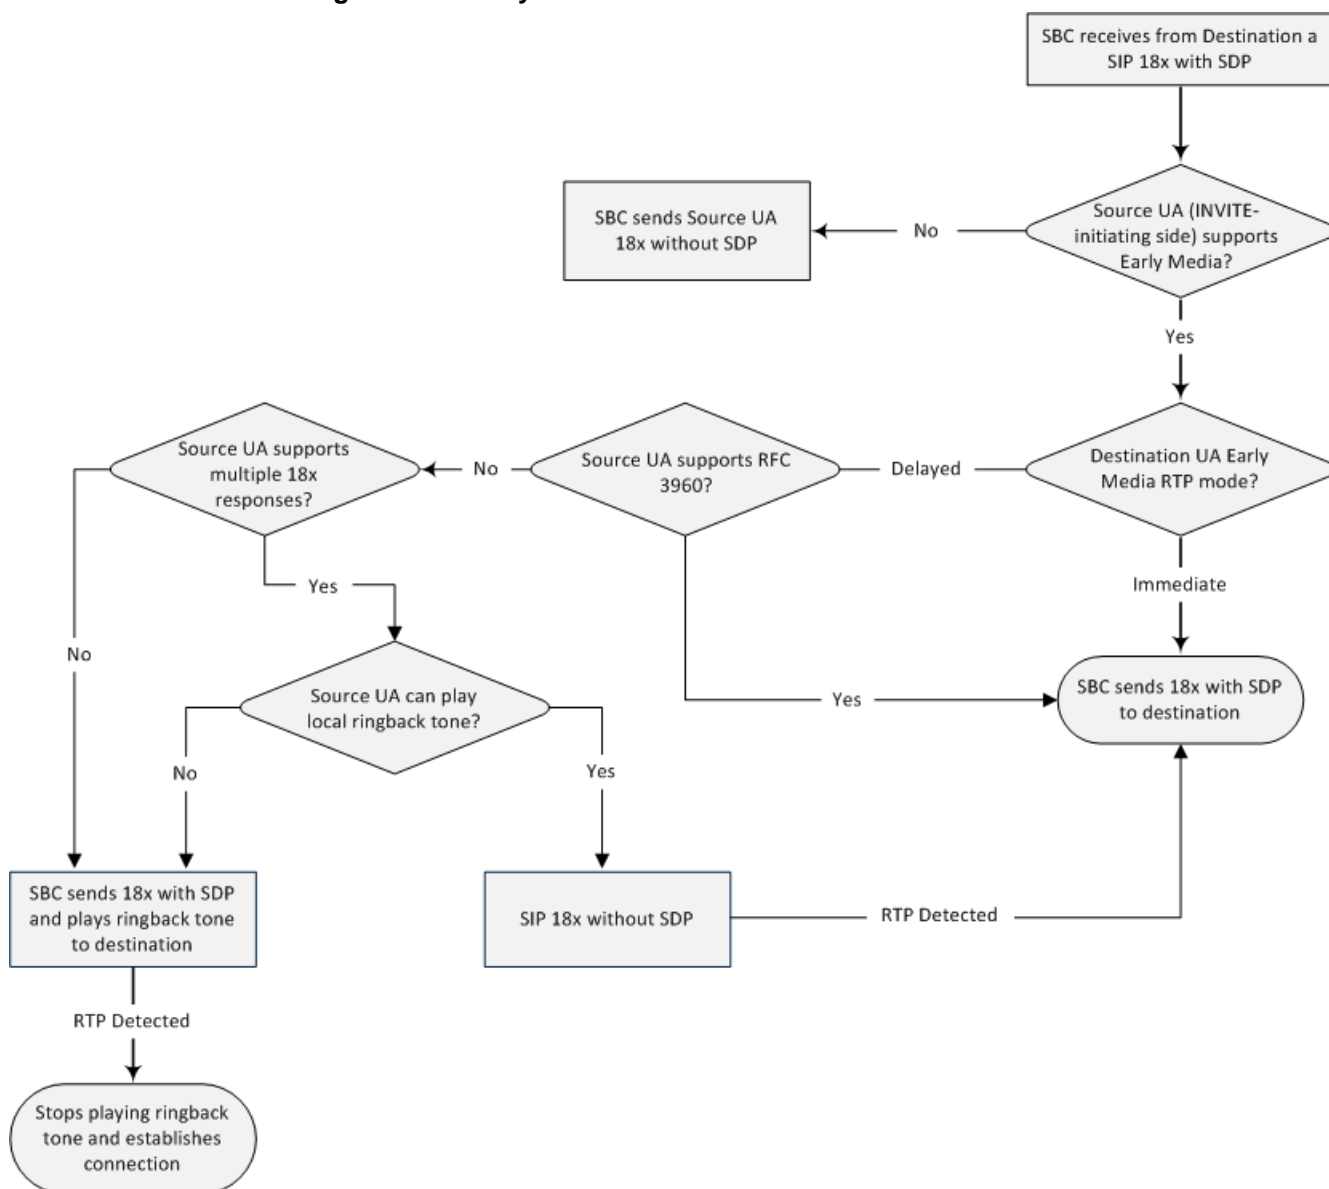 SBC receives from Destination a
SIP 18x with SDP
SBC sends Source UA
18x without SDP
No
Source UA (INVITE-
initiating side) supports
Early Media?
Yes
Source UA supports
multiple 18x
responses?
No
Source UA supports RFC
3960?
Delayed
Destination UA Early
Media RTP mode?
Yes
Immediate
No
Source UA can play
local ringback tone?
Yes
SBC sends 18x with SDP
to destination
No
Yes
SBC sends 18x with SDP
and plays ringback tone
to destination
SIP 18x without SDP
RTP Detected
RTP Detected
Stops playing ringback
tone and establishes
connection